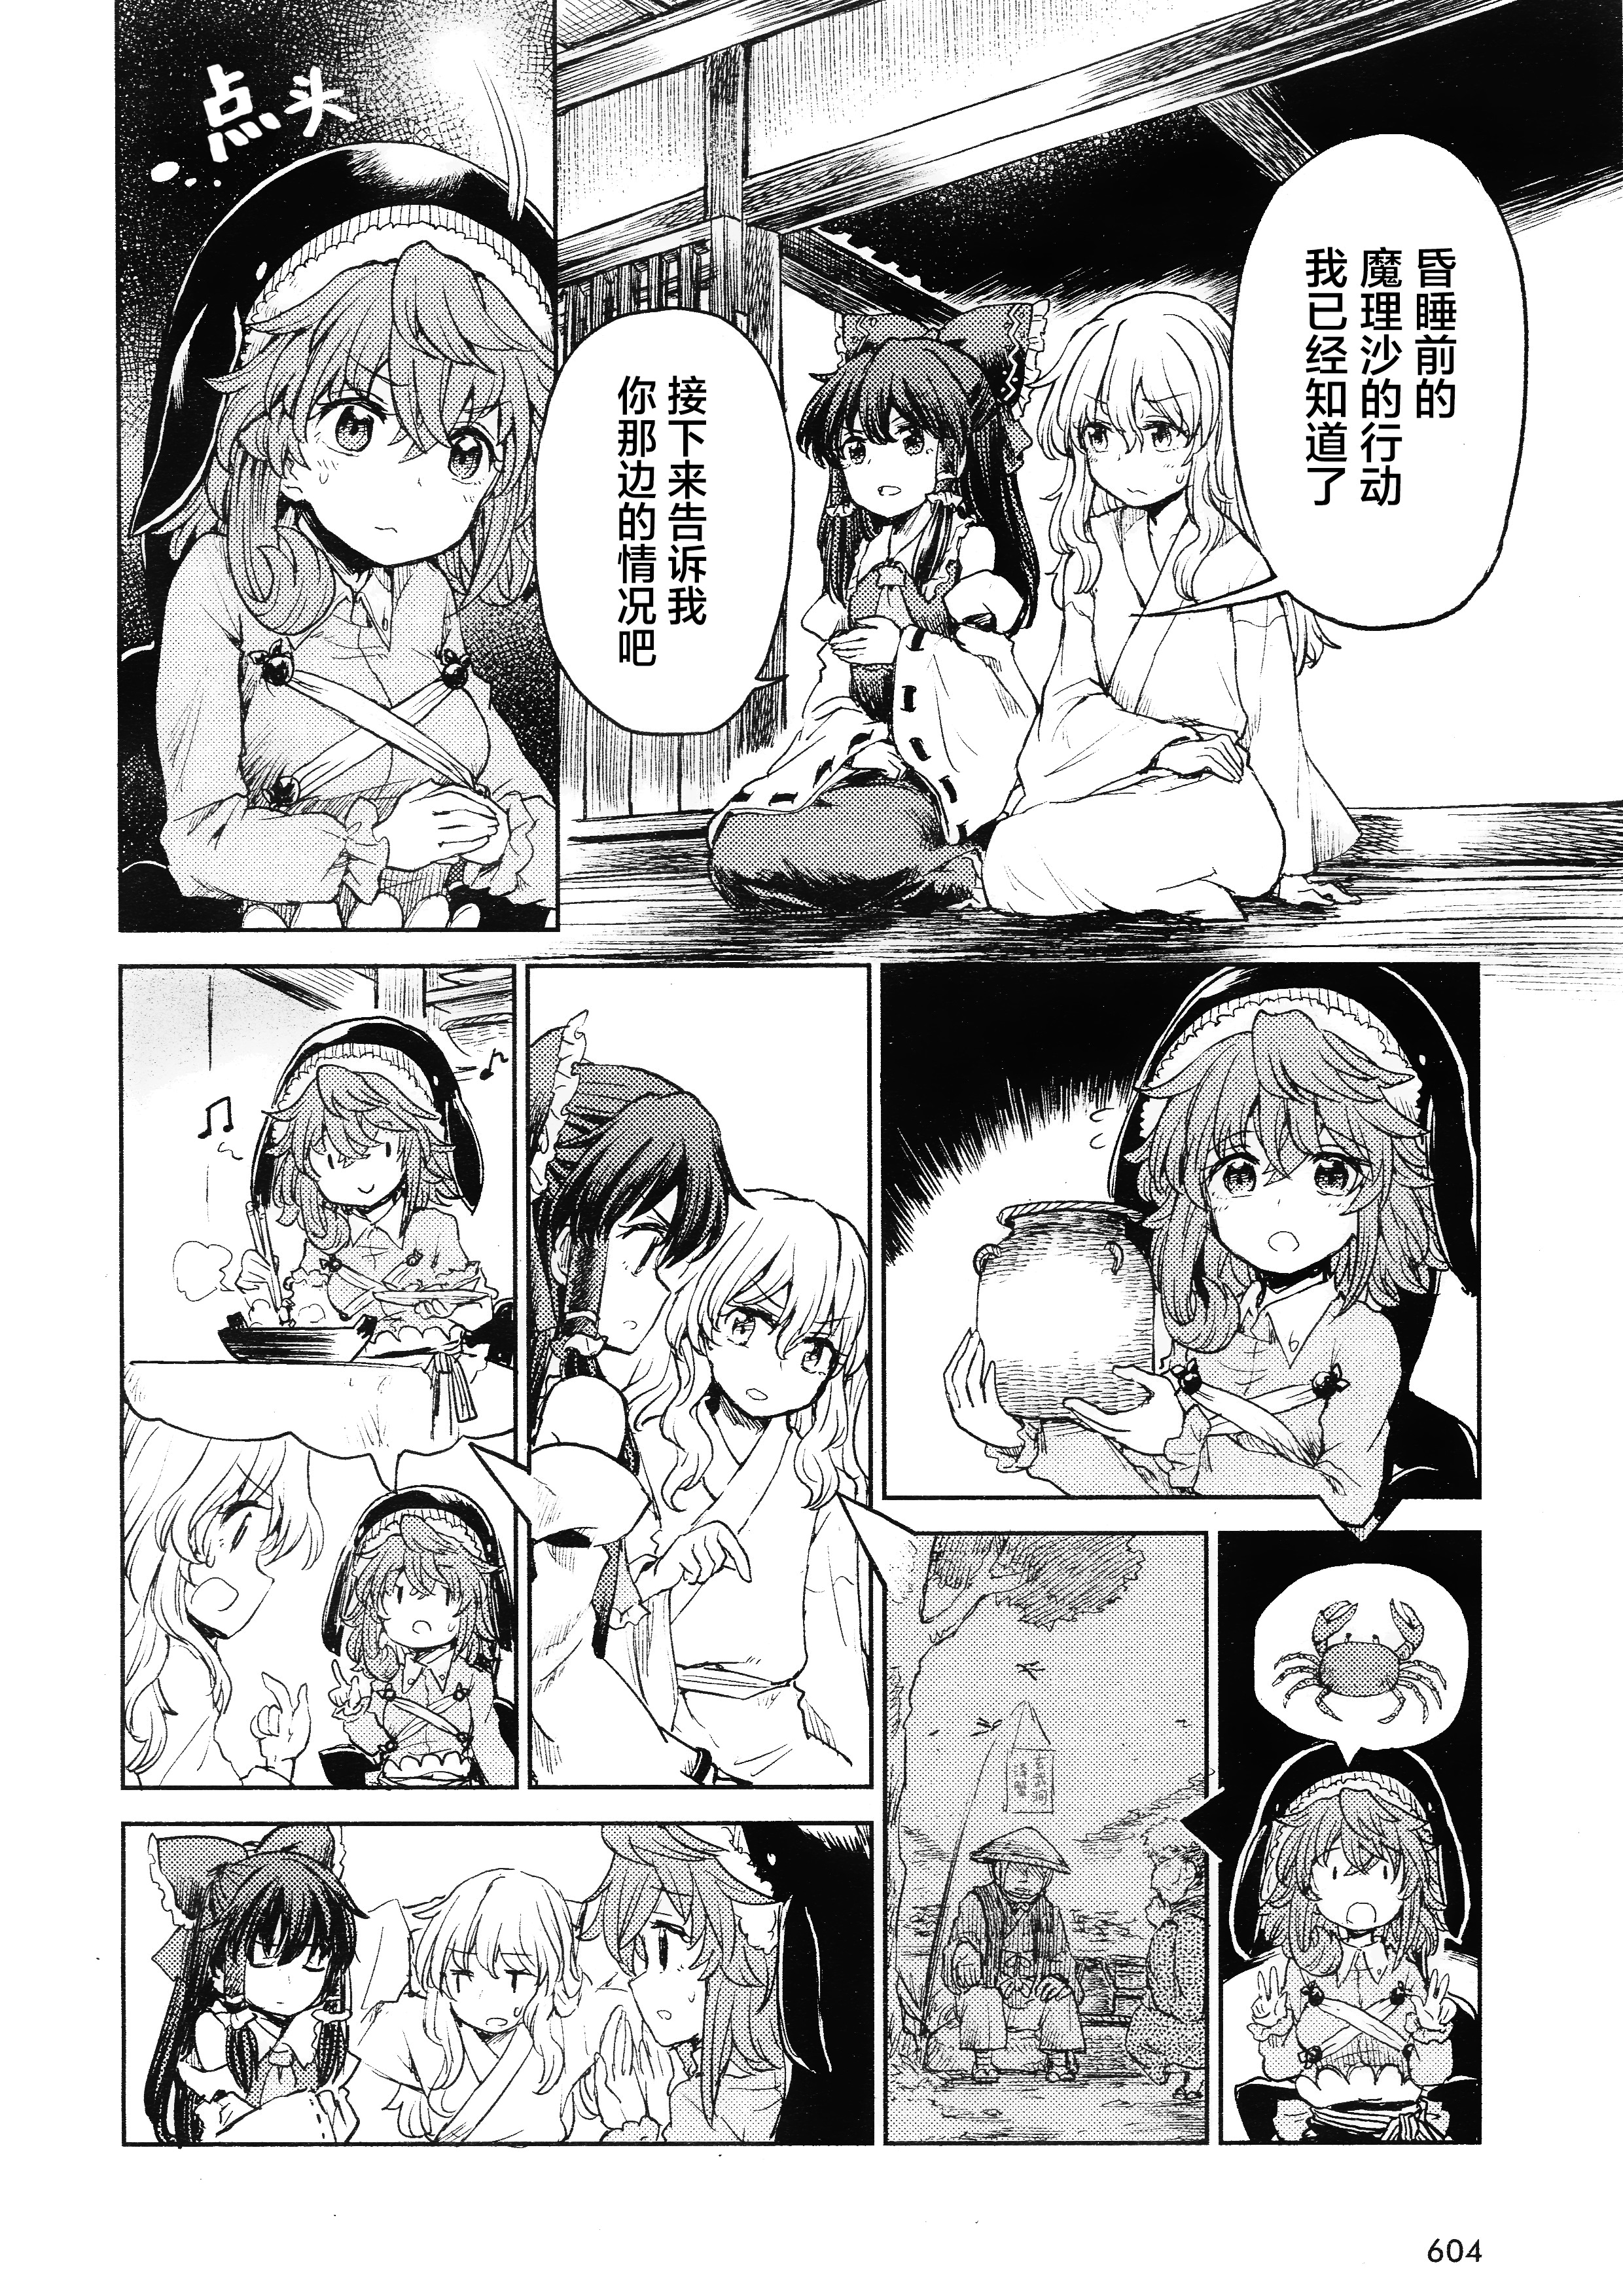 昏睡前的
魔理沙的行动
我已经知道了
接下来告诉我
你那边的情况吧
点头
604